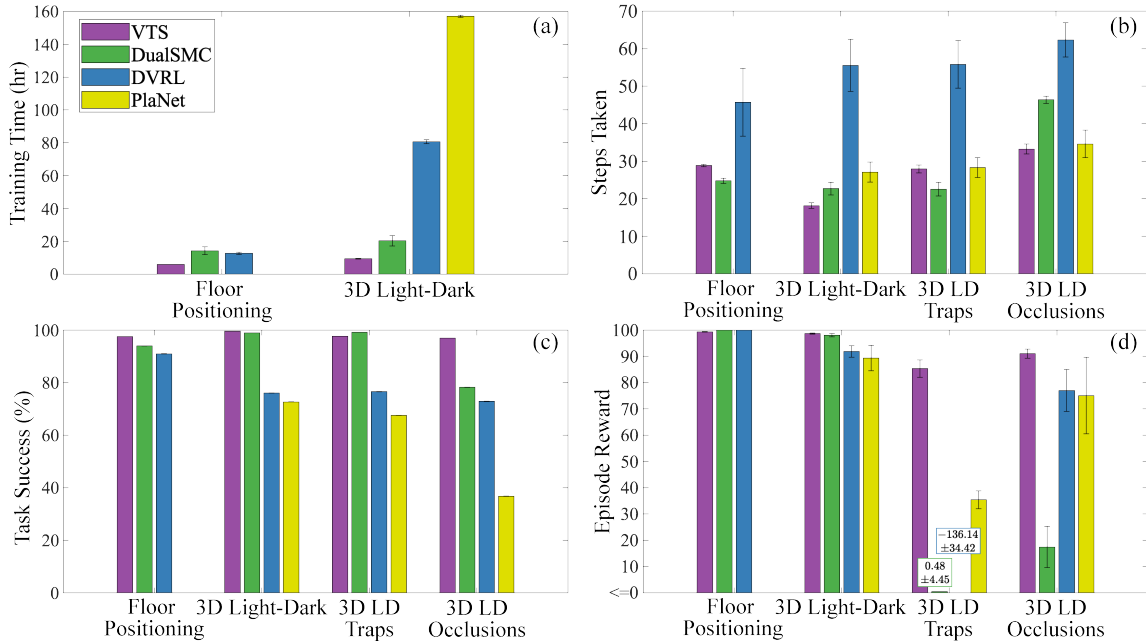 (a)
VTS
DualSMC
DVRL
PlaNet
Training Time (hr)
160
140
120
100
80
60
40
20
0
Floor
Positioning
3D Light-Dark
(b)
Steps Taken
70
60
50
40
30
20
10
0
Floor
Positioning
3D Light-Dark
3D LD
Traps
3D LD
Occlusions
(c)
Task Success (%)
100
80
60
40
20
0
Floor
Positioning
3D Light-Dark
3D LD
Traps
3D LD
Occlusions
(d)
Episode Reward
100
90
80
70
60
50
40
30
20
10
<=0
−136.14
±34.42
0.48
±4.45
Floor
Positioning
3D Light-Dark
3D LD
Traps
3D LD
Occlusions